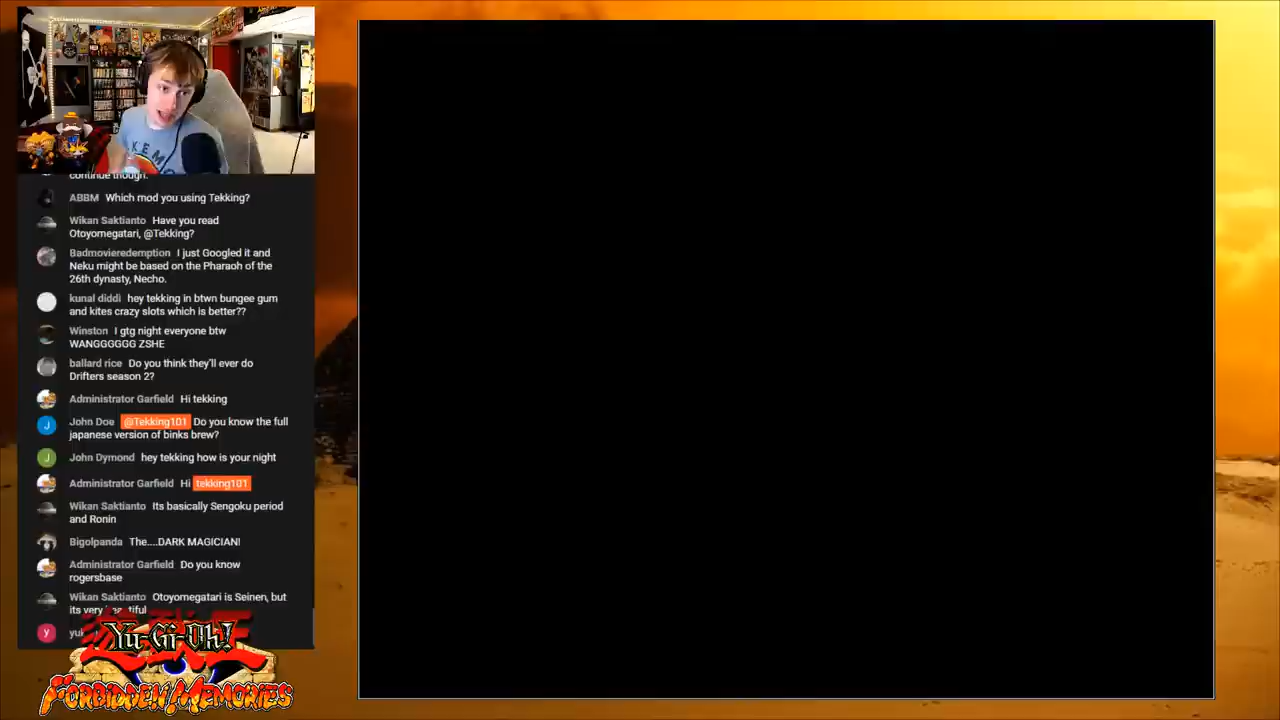 continue though.
ABBM Which mod you using Tekking?
Wikan Saktianto Have you read
Otoyomegatari, @Tekking?
Badmovieredemption I just Googled it and
Neku might be based on the Pharaoh of the
26th dynasty, Necho.
kunal diddi hey tekking in btwn bungee gum
and kites crazy slots which is better??
Winston I gtg night everyone btw
WANGGGGGG ZSHE
ballard rice Do you think they'll ever do
Drifters season 2?
Administrator Garfield Hi tekking
J John Doe @Tekking101 Do you know the full
japanese version of binks brew?
J John Dymond hey tekking how is your night
Administrator Garfield Hi tekking101
Wikan Saktianto Its basically Sengoku period
and Ronin
Bigolpanda The....DARK MAGICIAN!
Administrator Garfield Do you know
rogersbase
Wikan Saktianto Otoyomegatari is Seinen, but
its very
y
Yu-Gi-Oh!
FORBIDDEN MEMORIES